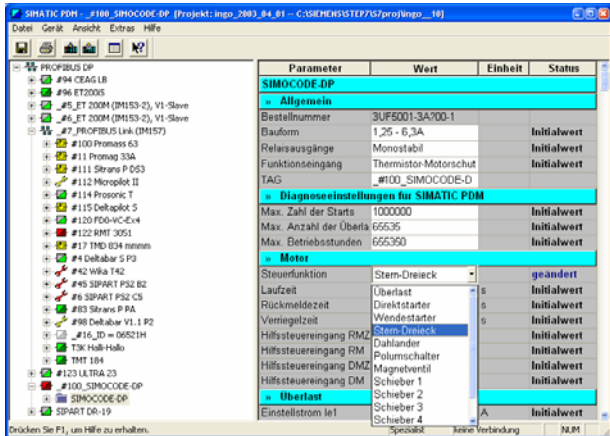 SIMATIC PDM - _#100_SIMOCODE-DP [Projekt: ingo_2003_04_01 -- C:\SIEMENS\STEP7\S7proj\ingo__10]
Datei Gerät Ansicht Extras Hilfe
PROFIBUS DP
#94 CEAG LB
#96 ET200iS
_#5_ET 200M (IM153-2), V1-Slave
_#6_ET 200M (IM153-2), V1-Slave
_#7_PROFIBUS Link (IM157)
#100 Promass 63
#11 Promag 33A
#111 Sitrans P DS3
#112 Micropilot II
#114 Prosonic T
#115 Deltapilot S
#120 FD0-VC-Ex4
#122 RMT 3051
#17 TMD 834 mmmm
#4 Deltabar S P3
#42 Wika T42
#45 SIPART PS2 B2
#6 SIPART PS2 C5
#83 Sitrans P PA
#98 Deltabar V1.1 P2
_#16_ID = 06521H
T3K Halli-Hallo
TMT 184
#123 ULTRA 23
_#100_SIMOCODE-DP
SIMOCODE-DP
SIPART DR-19
Parameter Wert Einheit Status
SIMOCODE-DP
» Allgemein
Bestellnummer 3UF5001-3A?00-1
Bauform 1,25 - 6,3A Initialwert
Relaisausgänge Monostabil Initialwert
Funktionseingang Thermistor-Motorschut Initialwert
TAG _#100_SIMOCODE-D
» Diagnoseeinstellungen für SIMATIC PDM
Max. Zahl der Starts 1000000 Initialwert
Max. Anzahl der Überla 65535 Initialwert
Max. Betriebsstunden 655350 Initialwert
» Motor
Steuerfunktion Stern-Dreieck geändert
Laufzeit s Initialwert
Rückmeldezeit s Initialwert
Verriegelzeit s Initialwert
Hilfssteuereingang RMZ Initialwert
Hilfssteuereingang RM Initialwert
Hilfssteuereingang DMZ Initialwert
Hilfssteuereingang DM Initialwert
» Überlast
Einstellstrom Ie1 A Initialwert
Überlast
Direktstarter
Wendestarter
Stern-Dreieck
Dahlander
Polumschalter
Magnetventil
Schieber 1
Schieber 2
Schieber 3
Schieber 4
Drücken Sie F1, um Hilfe zu erhalten. Spezialist keine Verbindung NUM